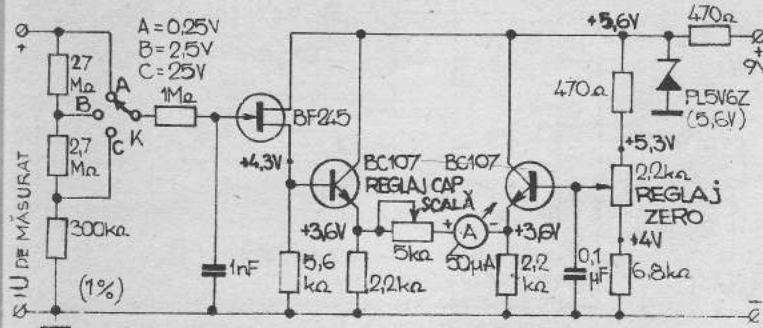 A = 0,25V
B = 2,5V
C = 25V
+5,6V
470Ω
+
9V
+
27
MΩ
A
B
K
C
1MΩ
BF245
470Ω
PL5V6Z
(5,6V)
+5,3V
+4,3V
BC107
BC107
2,7
MΩ
REGLAJ CAP
SCALĂ
2,2kΩ
REGLAJ
ZERO
U DE MĂSURAT
300kΩ
+3,6V
+
A
-
+3,6V
+4V
5kΩ
50µA
(1%)
1nF
5,6
kΩ
2,2kΩ
2,2
kΩ
0,1
µF
6,8kΩ
-